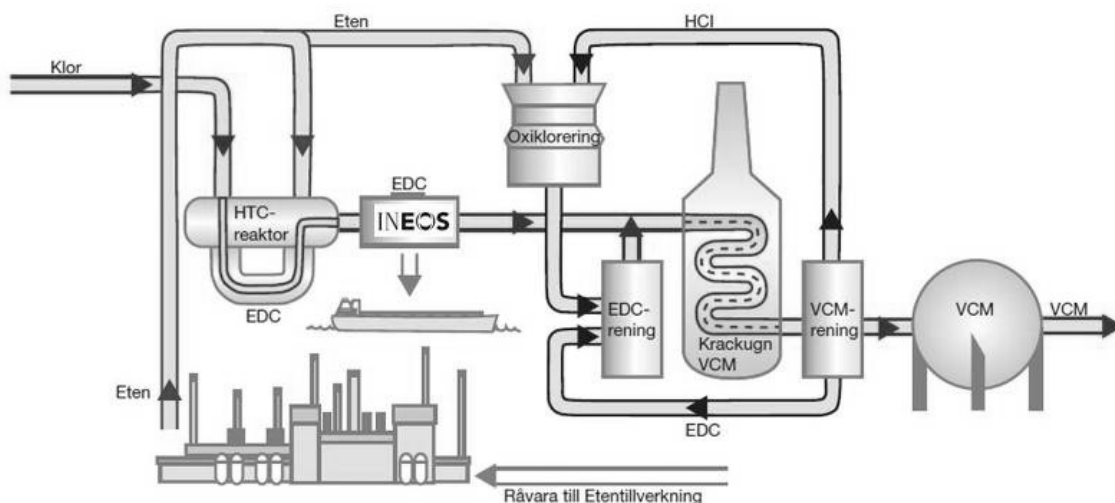 Eten
HCl
Klor
Oxiklorering
EDC
HTC-
reaktor
INEOS
EDC
EDC-
rening
Krackugn
VCM
VCM-
rening
VCM
VCM
Eten
EDC
Råvara till Etentillverkning